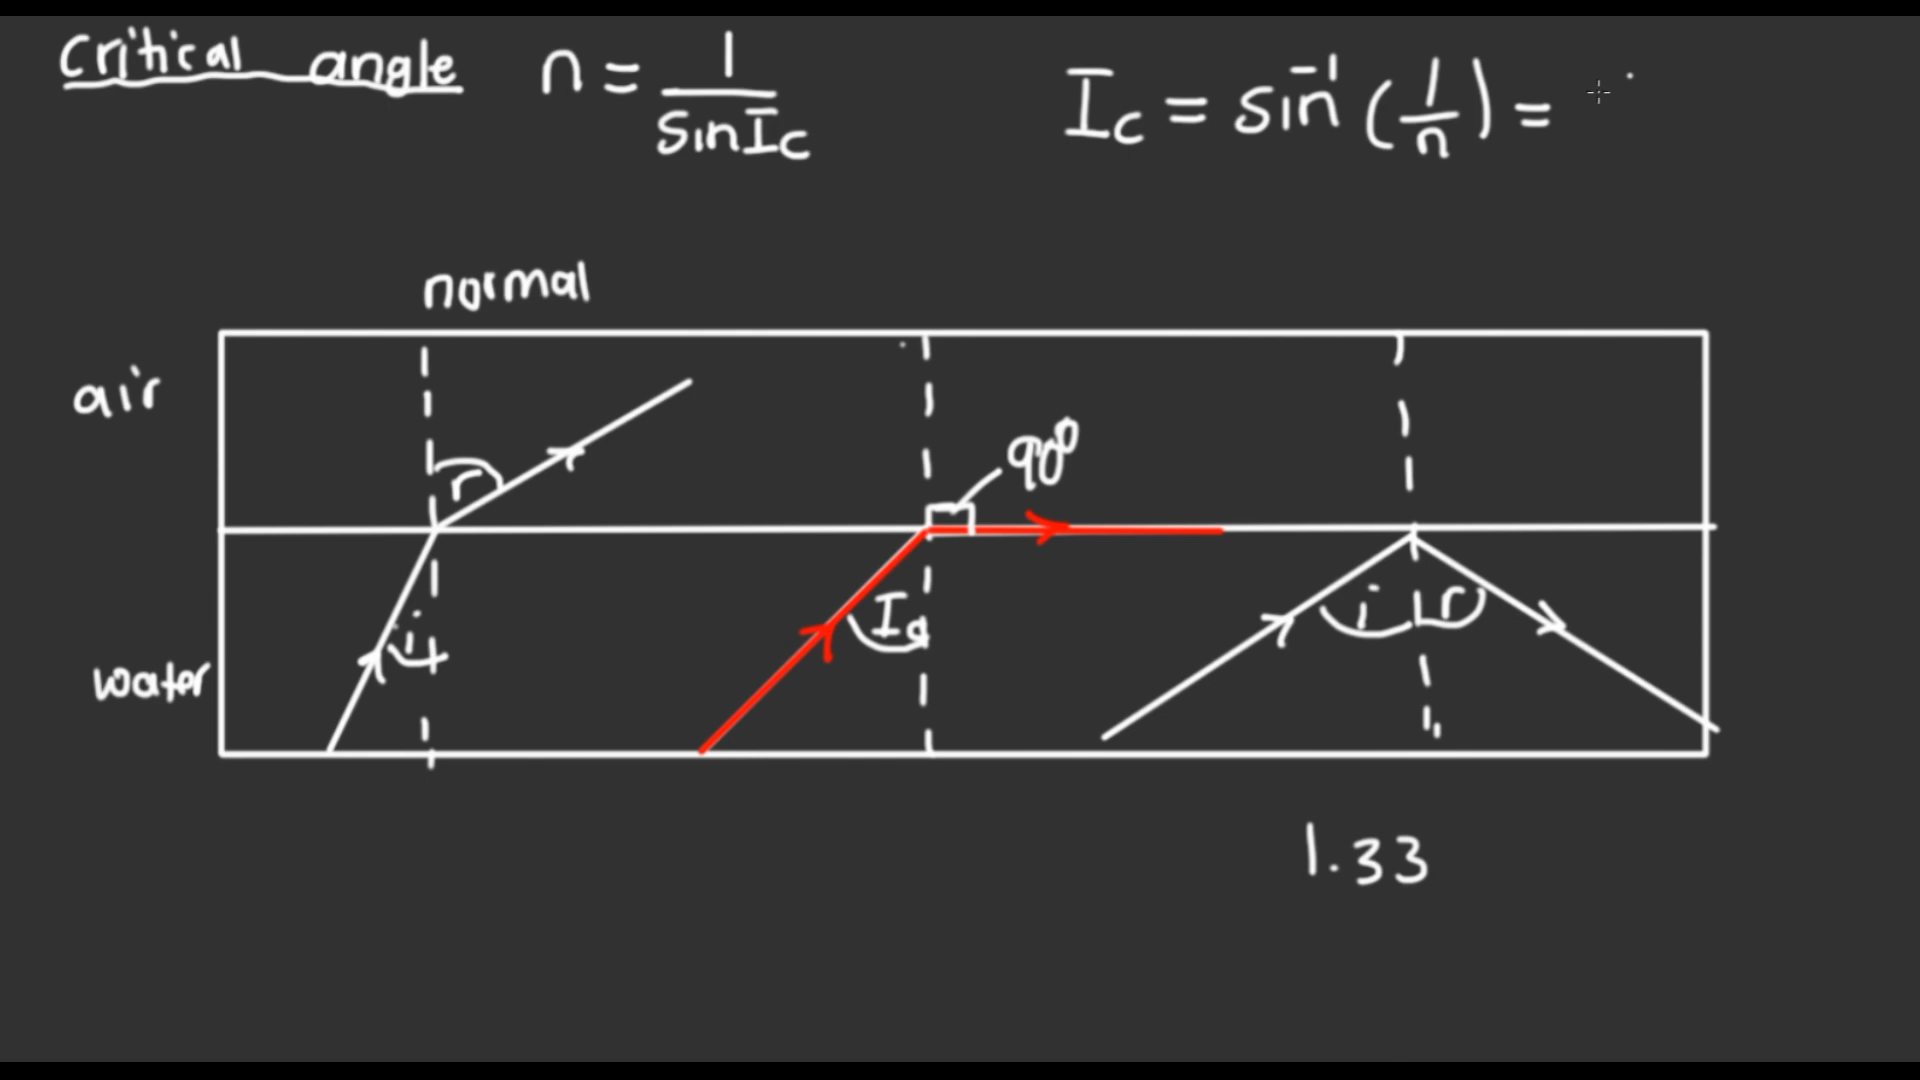 Critical angle n = 1/sinIc Ic = sin⁻¹(1/n) =
normal
air
90°
r
i
Ic
i r
water
1.33